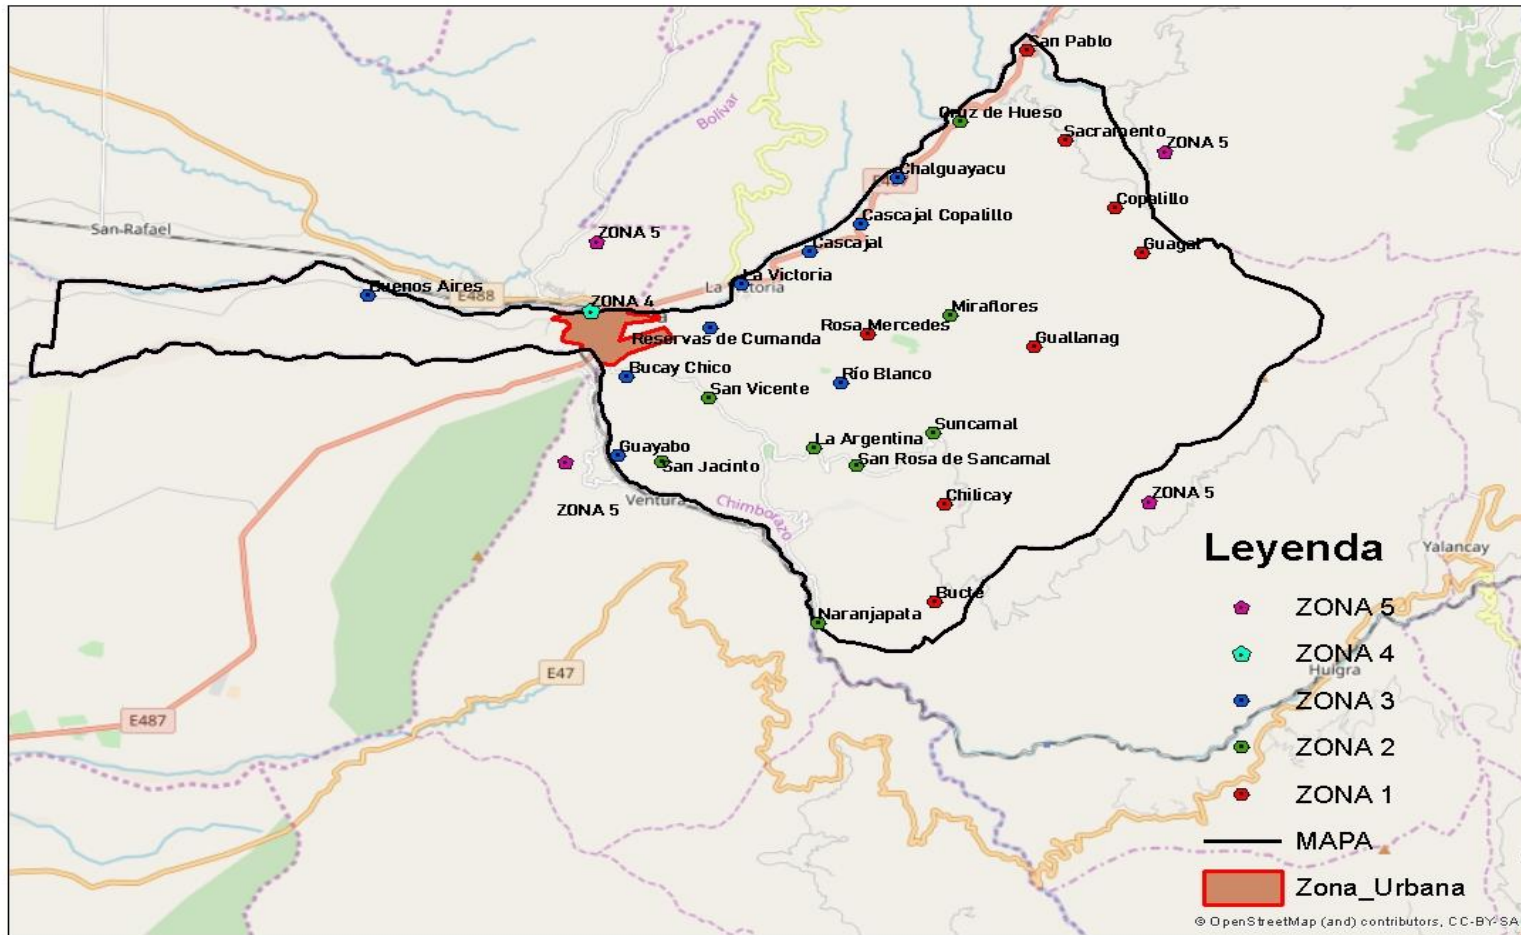 San Pablo
Cruz de Hueso
Sacramento
ZONA 5
Bolívar
Chalguayacu
Copalillo
Cascajal Copalillo
San Rafael
ZONA 5
Cascajal
Guagal
La Victoria
La Victoria
Buenos Aires
E488
ZONA 4
Miraflores
Rosa Mercedes
Reservas de Cumanda
Guallanag
Bucay Chico
San Vicente
Río Blanco
Suncamal
La Argentina
Guayabo
San Jacinto
San Rosa de Sancamal
Ventura
Chimborazo
Chilicay
ZONA 5
ZONA 5
Leyenda
Yalancay
Bucte
Naranjapata
ZONA 5
ZONA 4
Huigra
E47
ZONA 3
E487
ZONA 2
ZONA 1
MAPA
Zona_Urbana
© OpenStreetMap (and) contributors, CC-BY-SA